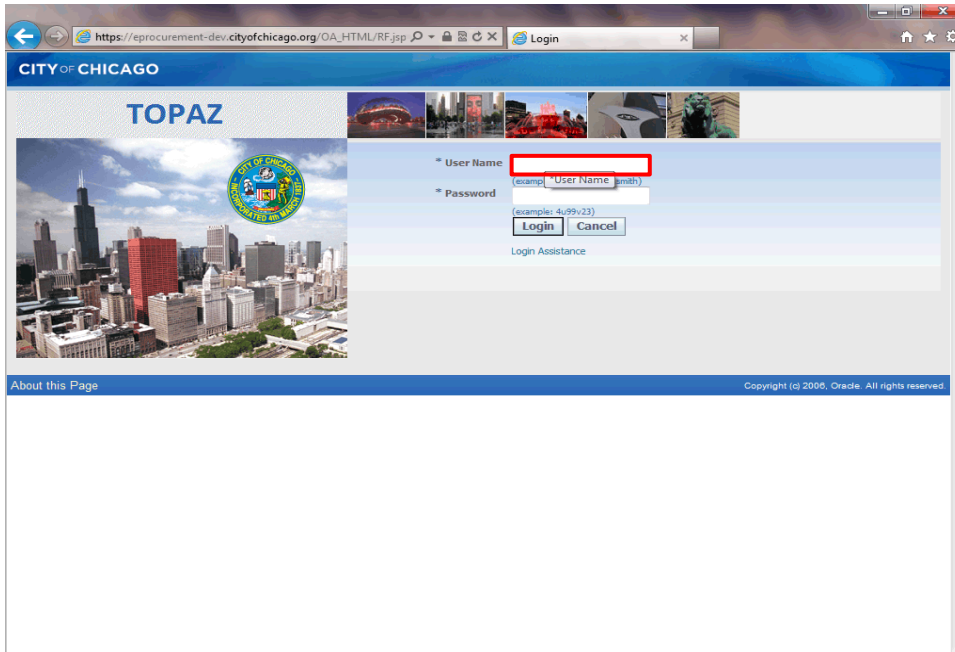 https://eprocurement-dev.cityofchicago.org/OA_HTML/RF.jsp
Login
CITY OF CHICAGO
TOPAZ
CITY OF CHICAGO
INCORPORATED 4th MARCH
* User Name
(examp
*User Name
smith)
* Password
(example: 4u99v23)
Login Cancel
Login Assistance
About this Page
Copyright (c) 2006, Oracle. All rights reserved.